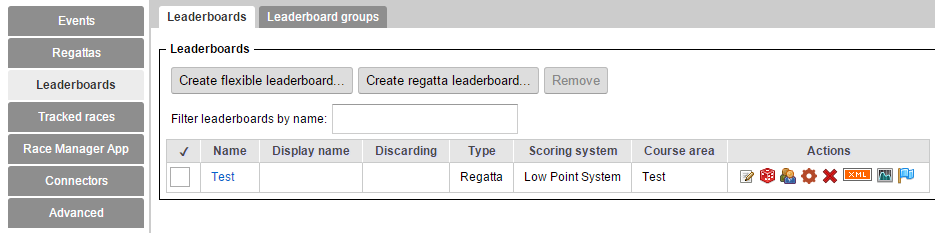 Events
Regattas
Leaderboards
Tracked races
Race Manager App
Connectors
Advanced
Leaderboards Leaderboard groups
Leaderboards
Create flexible leaderboard... Create regatta leaderboard... Remove
Filter leaderboards by name:
✓ Name Display name Discarding Type Scoring system Course area Actions
Test Regatta Low Point System Test XML